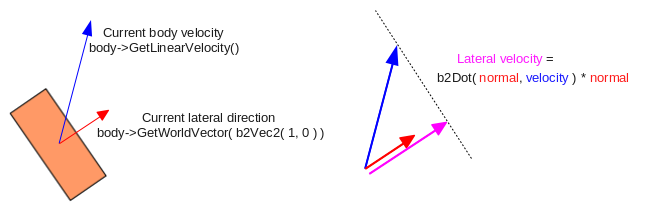 Current body velocity
body->GetLinearVelocity()
Current lateral direction
body->GetWorldVector( b2Vec2( 1, 0 ) )
Lateral velocity =
b2Dot( normal, velocity ) * normal